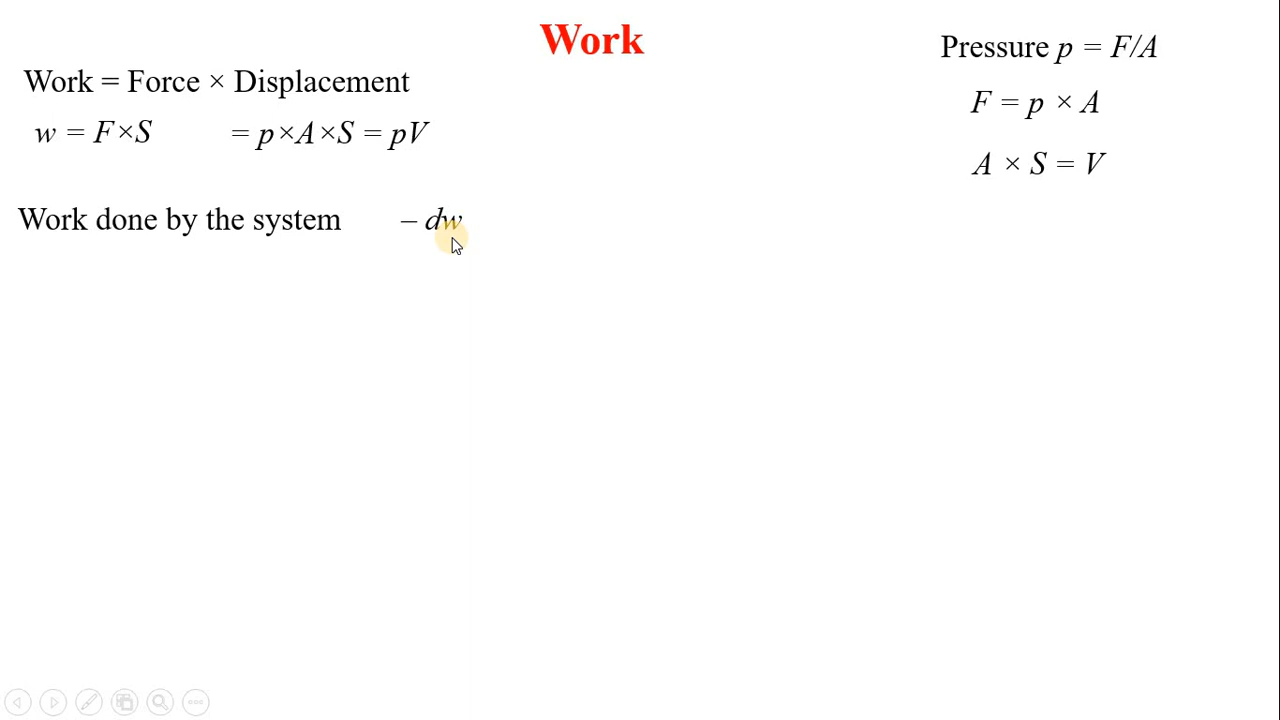 Work
Work = Force × Displacement
w = F×S = p×A×S = pV
Work done by the system – dw
Pressure p = F/A
F = p × A
A × S = V